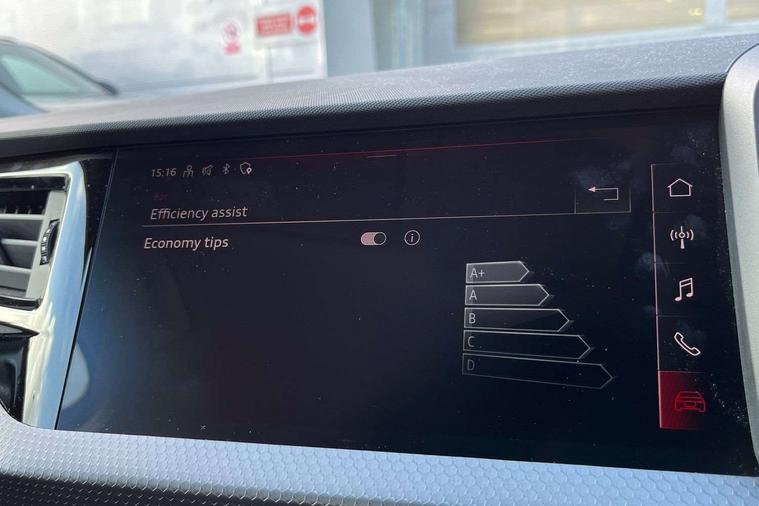 15:16
Efficiency assist
Economy tips
i
A+
A
B
C
D